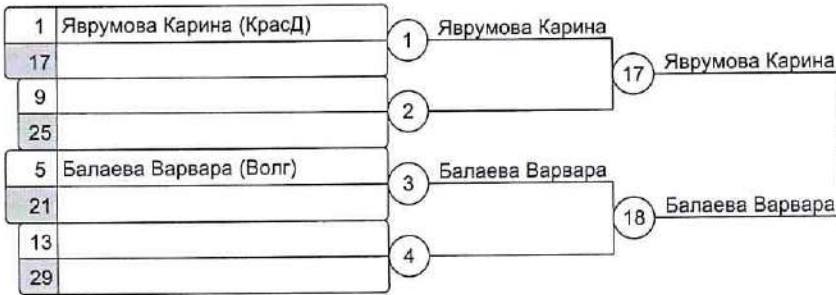 1 Яврумова Карина (КрасД)
17
1 Яврумова Карина
9
25
2
17 Яврумова Карина
5 Балаева Варвара (Волг)
21
3 Балаева Варвара
13
29
4
18 Балаева Варвара